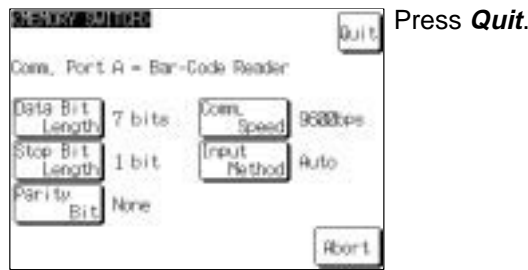 <MEMORY SWITCH>
Quit
Press Quit.
Comm. Port A = Bar-Code Reader
Data Bit Length 7 bits
Comm. Speed 9600bps
Stop Bit Length 1 bit
Input Method Auto
Parity Bit None
Abort